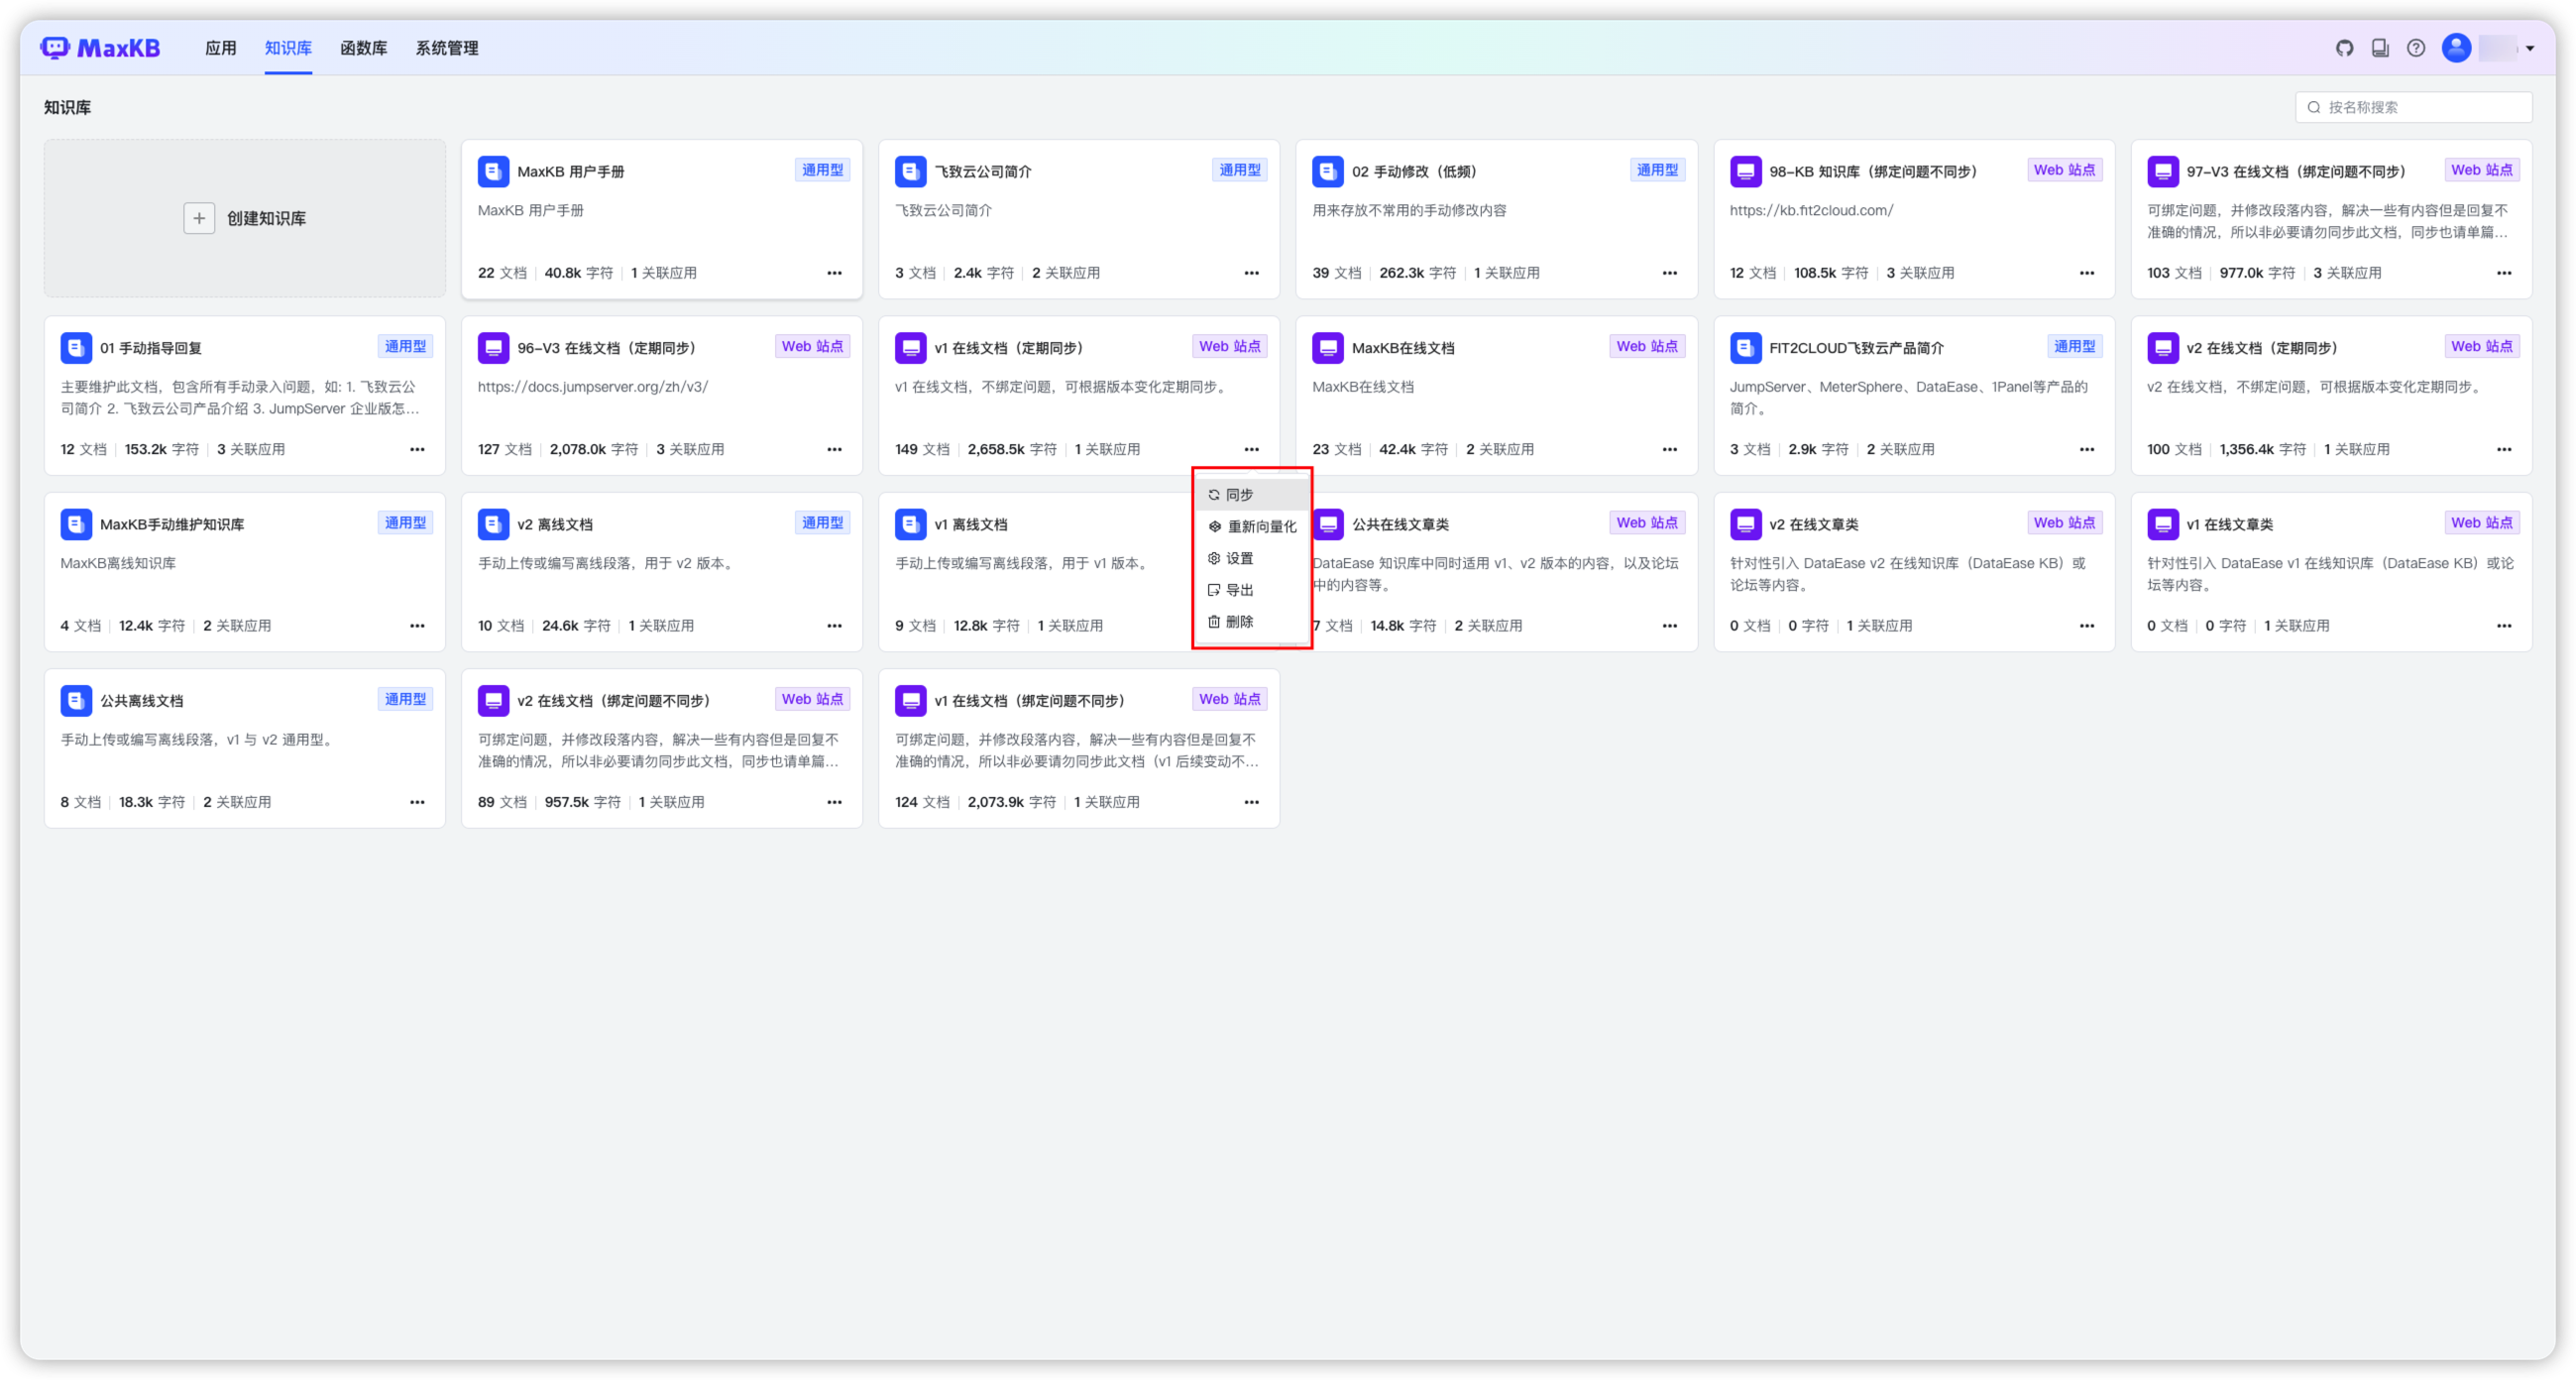 MaxKB
应用 知识库 函数库 系统管理
知识库
按名称搜索
创建知识库
MaxKB 用户手册 通用型
MaxKB 用户手册
22 文档 40.8k 字符 1 关联应用
飞致云公司简介 通用型
飞致云公司简介
3 文档 2.4k 字符 2 关联应用
02 手动修改（低频） 通用型
用来存放不常用的手动修改内容
39 文档 262.3k 字符 1 关联应用
98-KB 知识库（绑定问题不同步） Web 站点
https://kb.fit2cloud.com/
12 文档 108.5k 字符 3 关联应用
97-V3 在线文档（绑定问题不同步） Web 站点
可绑定问题，并修改段落内容，解决一些有内容但是回复不
准确的情况，所以非必要请勿同步此文档，同步也请单篇...
103 文档 977.0k 字符 3 关联应用
01 手动指导回复 通用型
主要维护此文档，包含所有手动录入问题，如: 1. 飞致云公
司简介 2. 飞致云公司产品介绍 3. JumpServer 企业版怎...
12 文档 153.2k 字符 3 关联应用
96-V3 在线文档（定期同步） Web 站点
https://docs.jumpserver.org/zh/v3/
127 文档 2,078.0k 字符 3 关联应用
v1 在线文档（定期同步） Web 站点
v1 在线文档，不绑定问题，可根据版本变化定期同步。
149 文档 2,658.5k 字符 1 关联应用
MaxKB在线文档 Web 站点
MaxKB在线文档
23 文档 42.4k 字符 2 关联应用
FIT2CLOUD飞致云产品简介 通用型
JumpServer、MeterSphere、DataEase、1Panel等产品的
简介。
3 文档 2.9k 字符 2 关联应用
v2 在线文档（定期同步） Web 站点
v2 在线文档，不绑定问题，可根据版本变化定期同步。
100 文档 1,356.4k 字符 1 关联应用
同步
重新向量化
设置
导出
删除
MaxKB手动维护知识库 通用型
MaxKB离线知识库
4 文档 12.4k 字符 2 关联应用
v2 离线文档 通用型
手动上传或编写离线段落，用于 v2 版本。
10 文档 24.6k 字符 1 关联应用
v1 离线文档
手动上传或编写离线段落，用于 v1 版本。
9 文档 12.8k 字符 1 关联应用
公共在线文章类 Web 站点
DataEase 知识库中同时适用 v1、v2 版本的内容，以及论坛
中的内容等。
7 文档 14.8k 字符 2 关联应用
v2 在线文章类 Web 站点
针对性引入 DataEase v2 在线知识库（DataEase KB）或
论坛等内容。
0 文档 0 字符 1 关联应用
v1 在线文章类 Web 站点
针对性引入 DataEase v1 在线知识库（DataEase KB）或论
坛等内容。
0 文档 0 字符 1 关联应用
公共离线文档 通用型
手动上传或编写离线段落，v1 与 v2 通用型。
8 文档 18.3k 字符 2 关联应用
v2 在线文档（绑定问题不同步） Web 站点
可绑定问题，并修改段落内容，解决一些有内容但是回复不
准确的情况，所以非必要请勿同步此文档，同步也请单篇...
89 文档 957.5k 字符 1 关联应用
v1 在线文档（绑定问题不同步） Web 站点
可绑定问题，并修改段落内容，解决一些有内容但是回复不
准确的情况，所以非必要请勿同步此文档（v1 后续变动不...
124 文档 2,073.9k 字符 1 关联应用